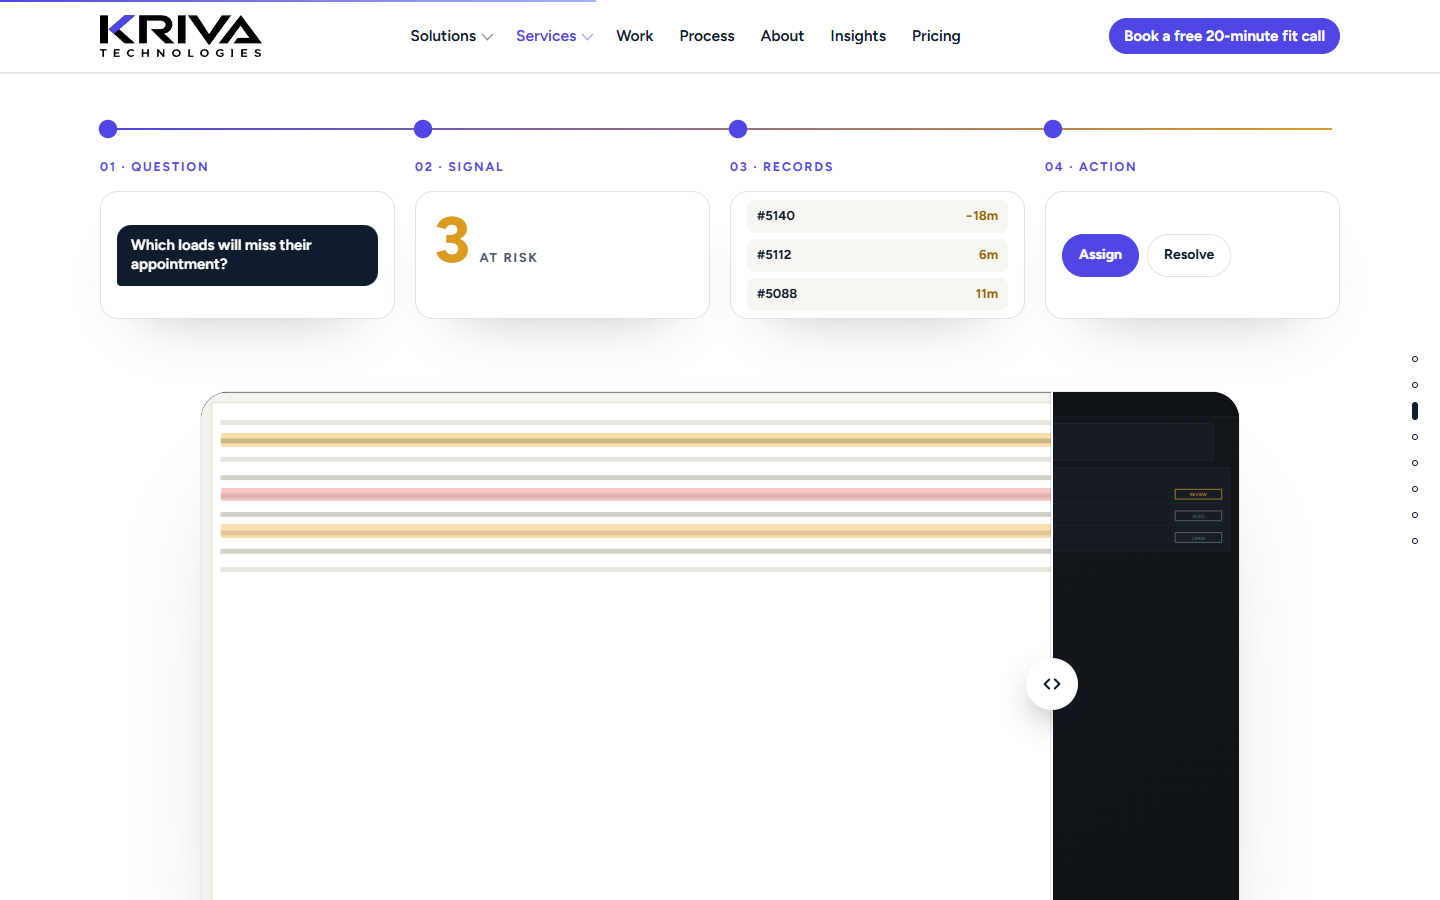 KRIVA
TECHNOLOGIES
Solutions
Services
Work
Process
About
Insights
Pricing
Book a free 20-minute fit call
01 · QUESTION
02 · SIGNAL
03 · RECORDS
04 · ACTION
Which loads will miss their
appointment?
3 AT RISK
#5140 −18m
#5112 6m
#5088 11m
Assign
Resolve
REVIEW
AUTO
OPEN